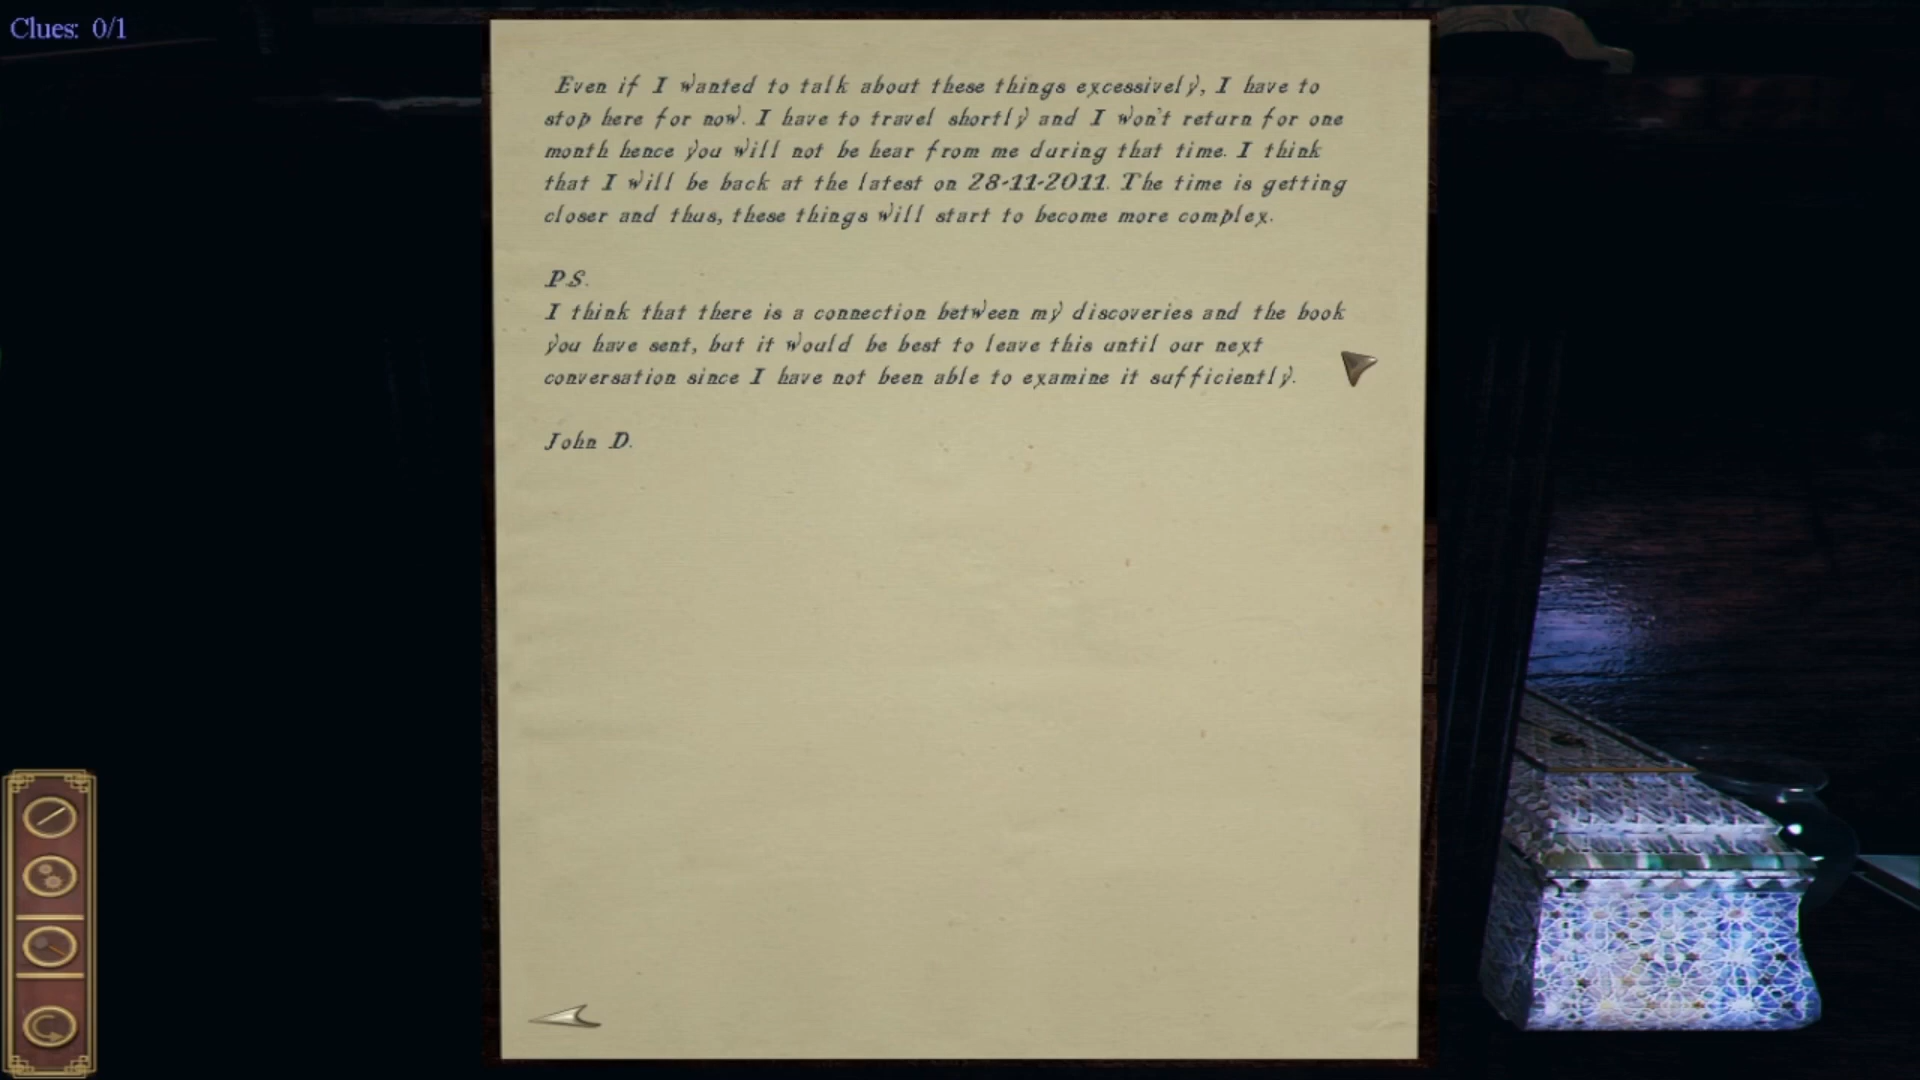 Clues: 0/1
Even if I wanted to talk about these things excessively, I have to
stop here for now. I have to travel shortly and I won't return for one
month hence you will not be hear from me during that time. I think
that I will be back at the latest on 28-11-2011. The time is getting
closer and thus, these things will start to become more complex.
P.S.
I think that there is a connection between my discoveries and the book
you have sent, but it would be best to leave this until our next
conversation since I have not been able to examine it sufficiently.
John D.